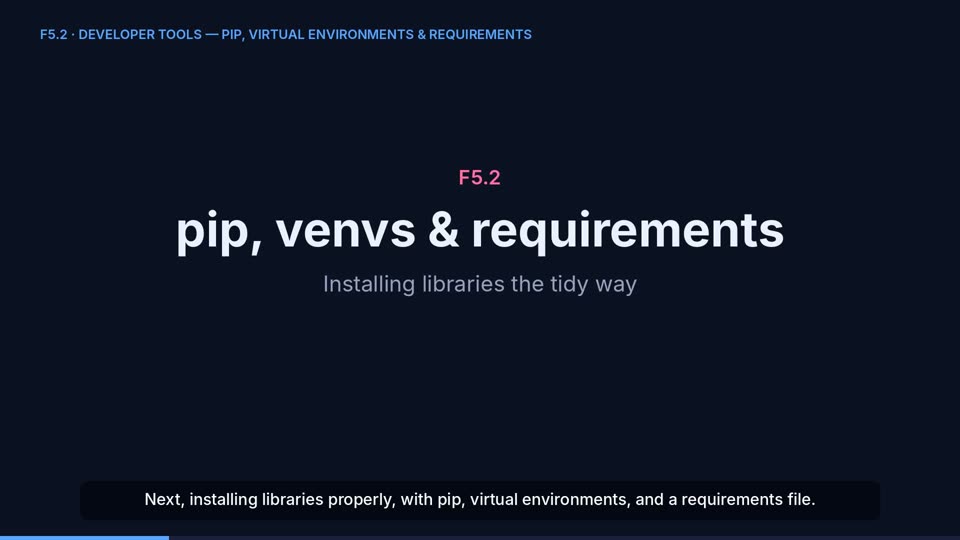 F5.2 · DEVELOPER TOOLS — PIP, VIRTUAL ENVIRONMENTS & REQUIREMENTS
F5.2
pip, venvs & requirements
Installing libraries the tidy way
Next, installing libraries properly, with pip, virtual environments, and a requirements file.